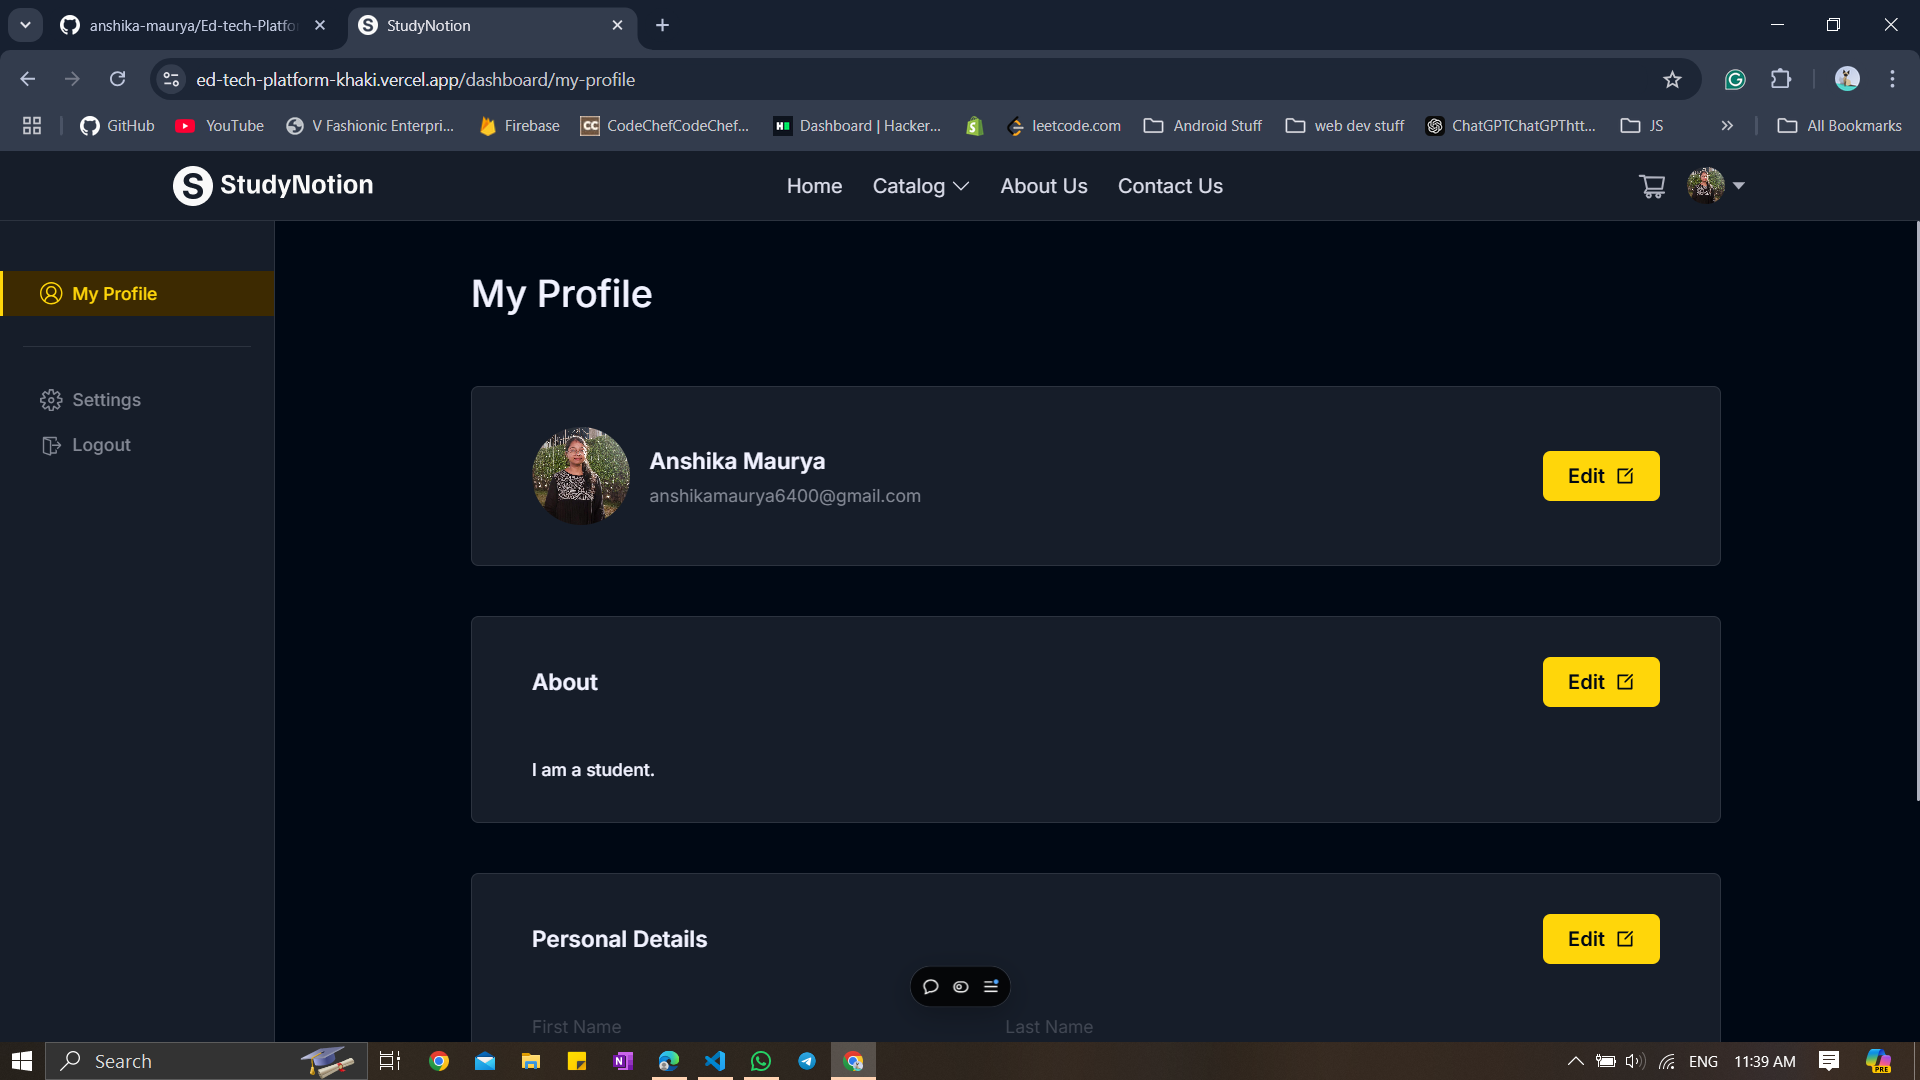 anshika-maurya/Ed-tech-Platfo
StudyNotion
ed-tech-platform-khaki.vercel.app/dashboard/my-profile
GitHub
YouTube
V Fashionic Enterpri...
Firebase
CC
CodeChefCodeChef...
Dashboard | Hacker...
leetcode.com
Android Stuff
web dev stuff
ChatGPTChatGPThtt...
JS
All Bookmarks
StudyNotion
Home
Catalog
About Us
Contact Us
My Profile
Settings
Logout
My Profile
Anshika Maurya
anshikamaurya6400@gmail.com
Edit
About
Edit
I am a student.
Personal Details
Edit
First Name
Last Name
Search
ENG
11:39 AM
PRE